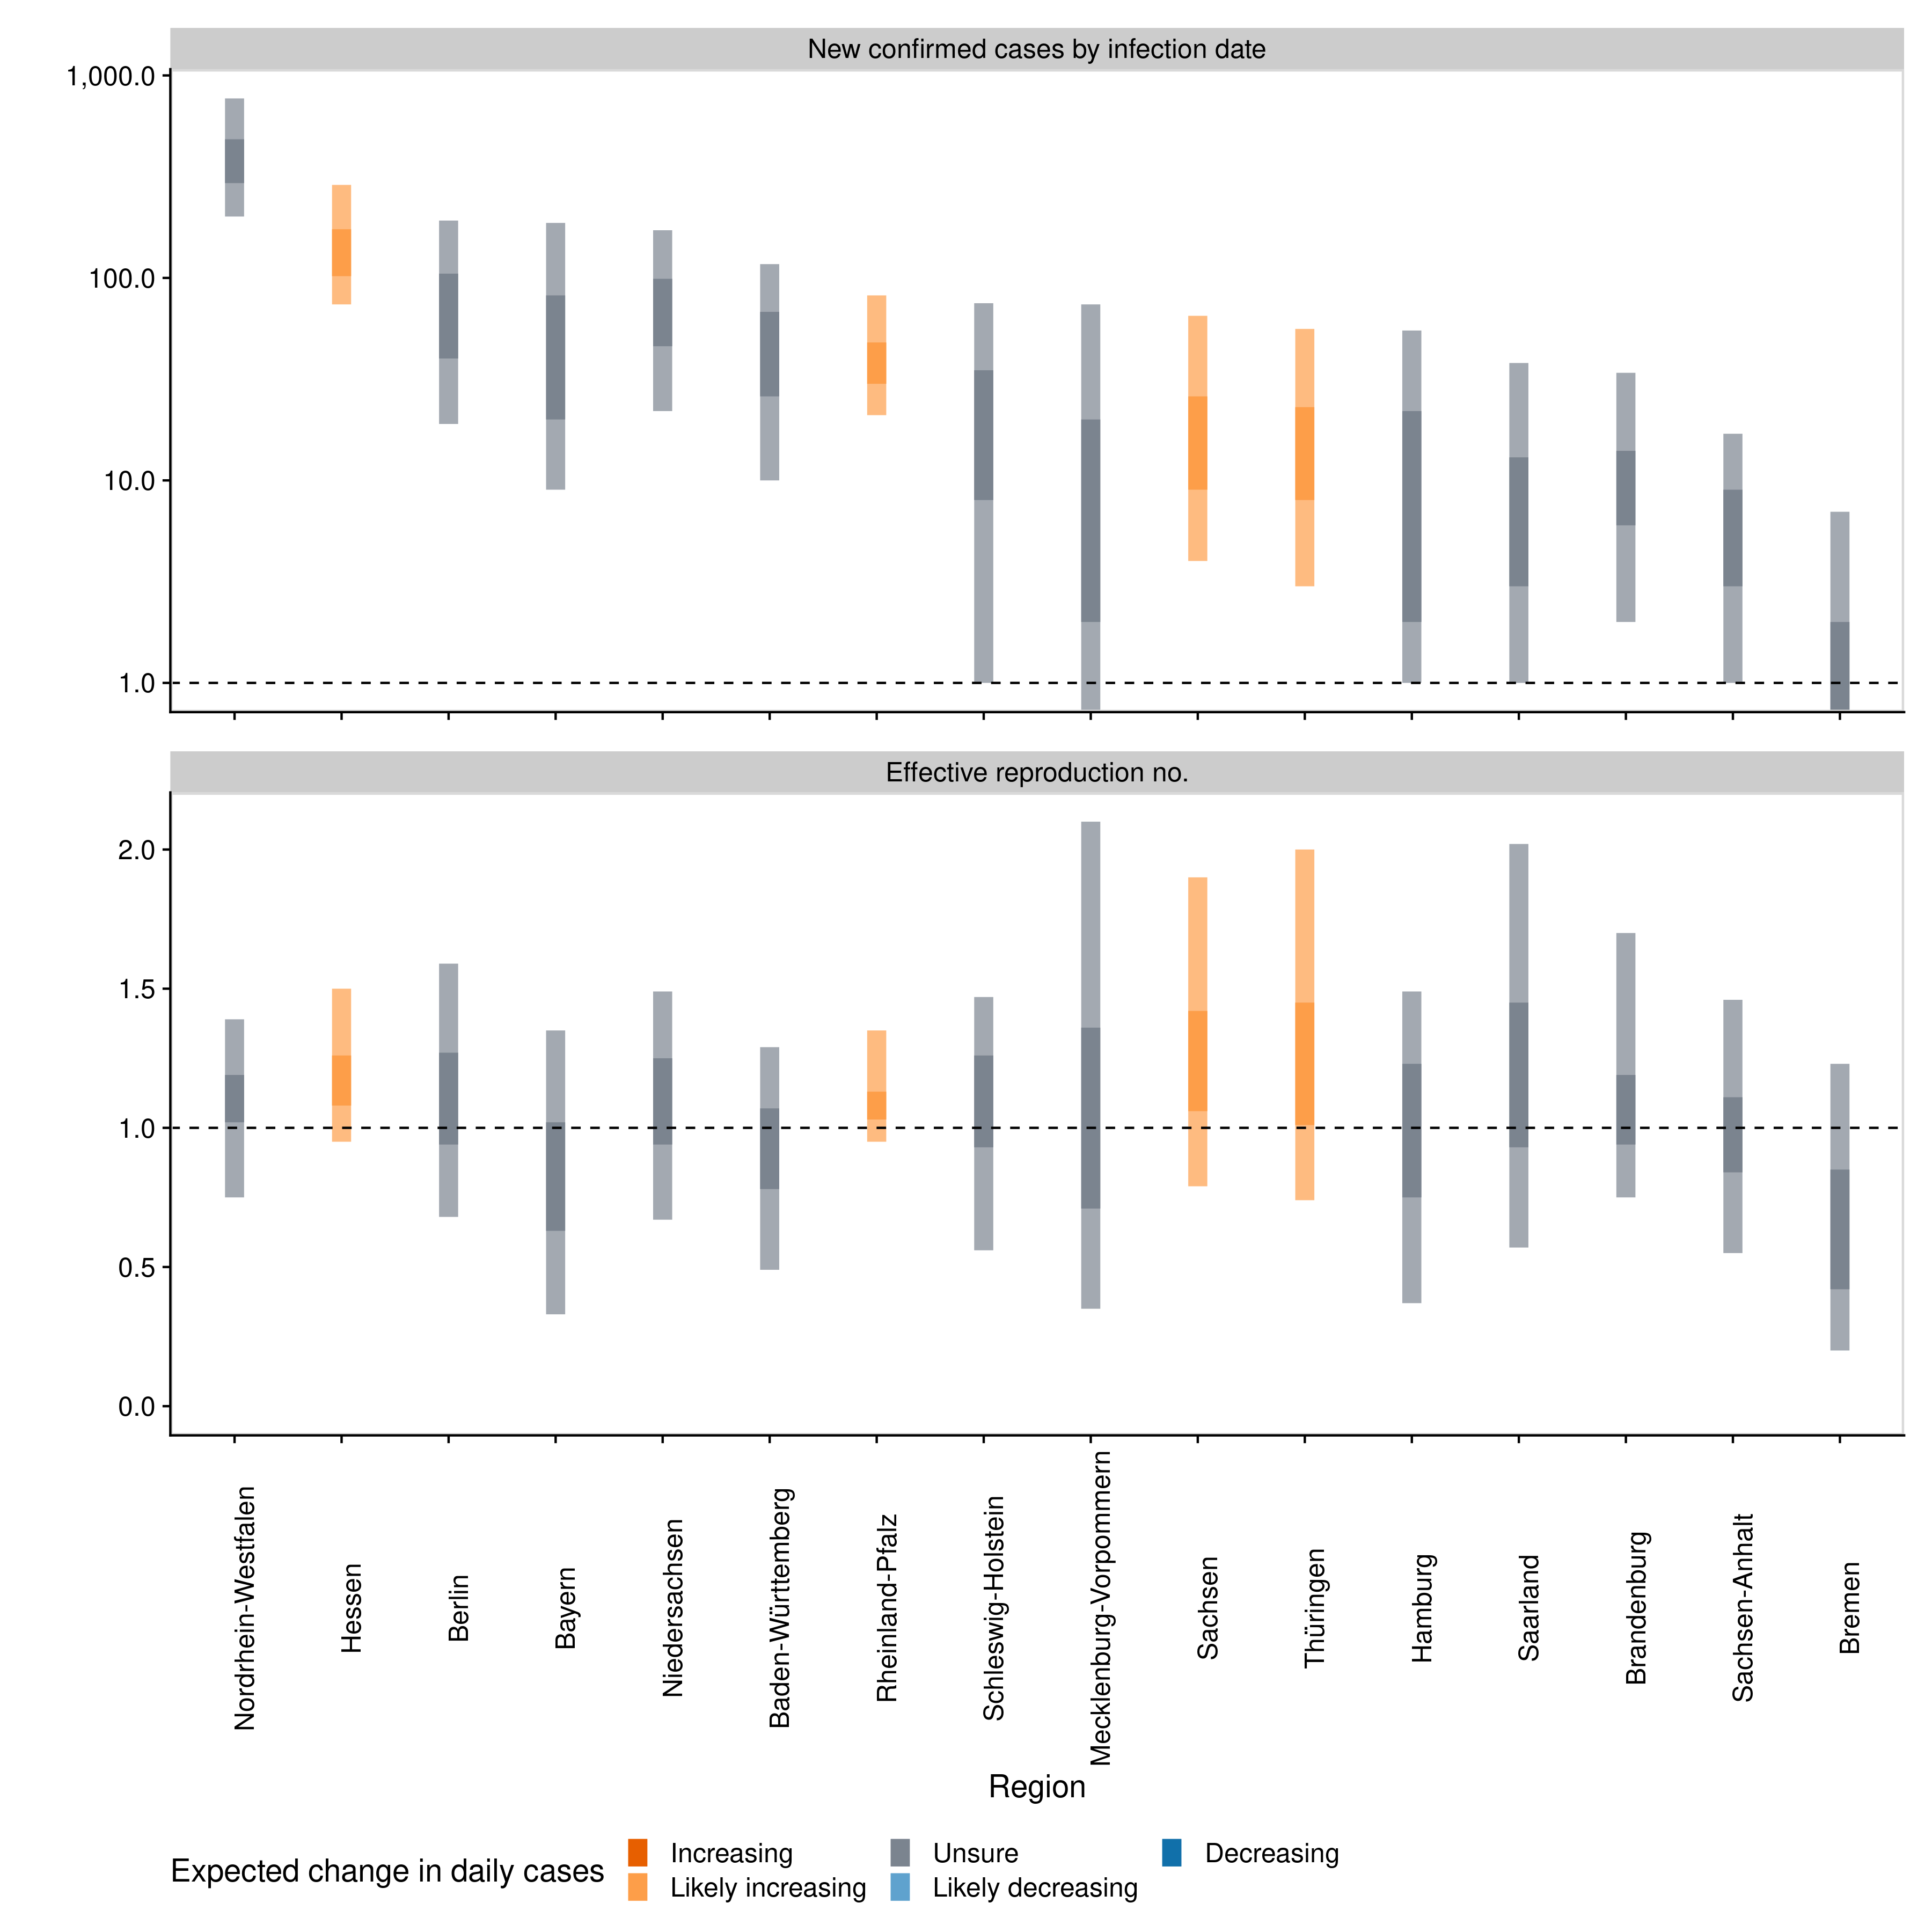 New confirmed cases by infection date
1,000.0
100.0
10.0
1.0
Effective reproduction no.
2.0
1.5
1.0
0.5
0.0
Nordrhein-Westfalen
Hessen
Berlin
Bayern
Niedersachsen
Baden-Württemberg
Rheinland-Pfalz
Schleswig-Holstein
Mecklenburg-Vorpommern
Sachsen
Thüringen
Hamburg
Saarland
Brandenburg
Sachsen-Anhalt
Bremen
Region
Expected change in daily cases
Increasing
Likely increasing
Unsure
Likely decreasing
Decreasing